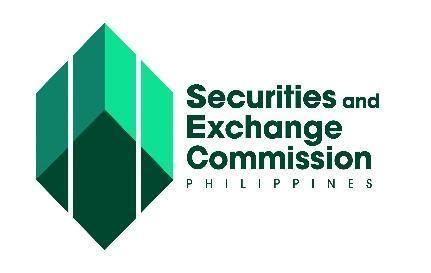 Securities and
Exchange
Commission
PHILIPPINES